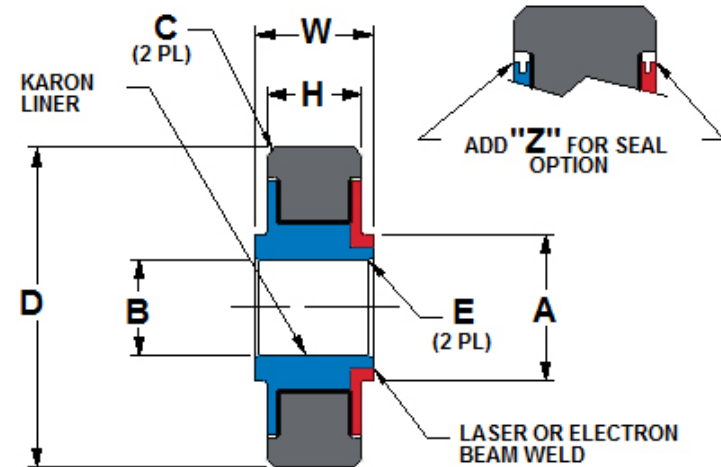 C
(2 PL)
W
KARON
LINER
H
ADD "Z" FOR SEAL
OPTION
D
B
E
(2 PL)
A
LASER OR ELECTRON
BEAM WELD